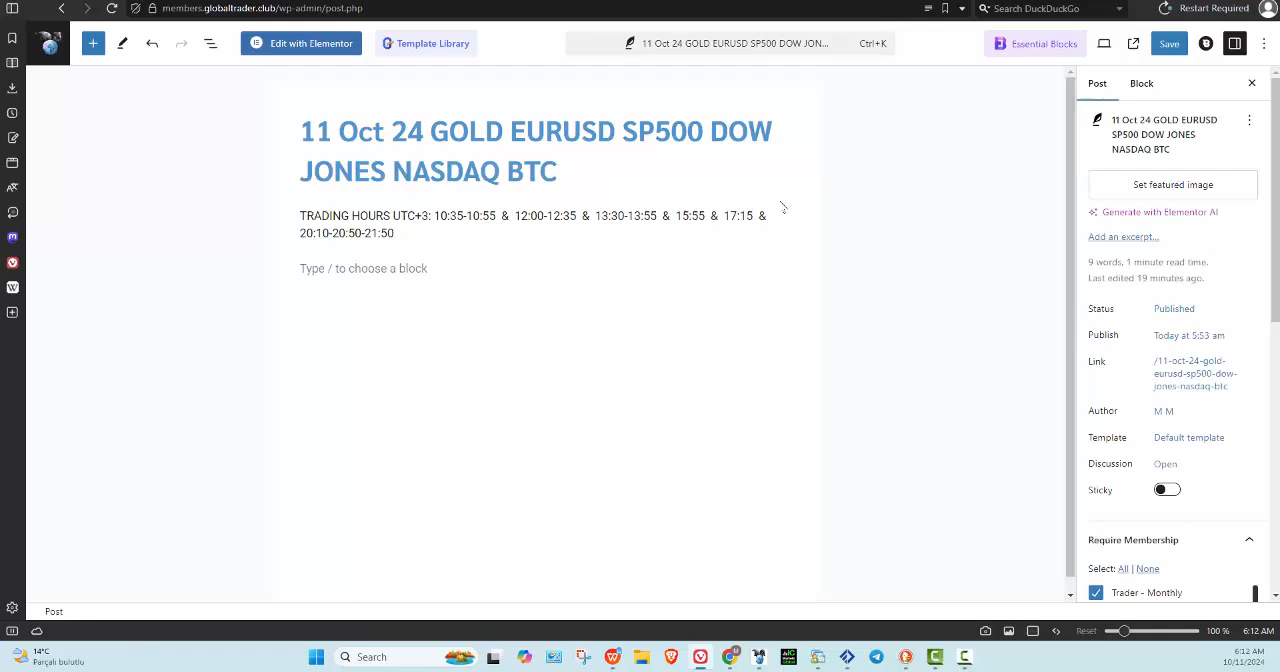 members.globaltrader.club/wp-admin/post.php
Search DuckDuckGo
Restart Required
Edit with Elementor
Template Library
11 Oct 24 GOLD EURUSD SP500 DOW JON...
Ctrl+K
Essential Blocks
Save
11 Oct 24 GOLD EURUSD SP500 DOW
JONES NASDAQ BTC
TRADING HOURS UTC+3: 10:35-10:55 & 12:00-12:35 & 13:30-13:55 & 15:55 & 17:15 &
20:10-20:50-21:50
Type / to choose a block
Post
Block
11 Oct 24 GOLD EURUSD
SP500 DOW JONES
NASDAQ BTC
Set featured image
Generate with Elementor AI
Add an excerpt...
9 words, 1 minute read time.
Last edited 19 minutes ago.
Status Published
Publish Today at 5:53 am
Link /11-oct-24-gold-
eurusd-sp500-dow-
jones-nasdaq-btc
Author M M
Template Default template
Discussion Open
Sticky
Require Membership
Select: All | None
Trader - Monthly
Post
Reset
100 %
6:12 AM
14°C
Parçalı bulutlu
Search
6:12 AM
10/11/2024